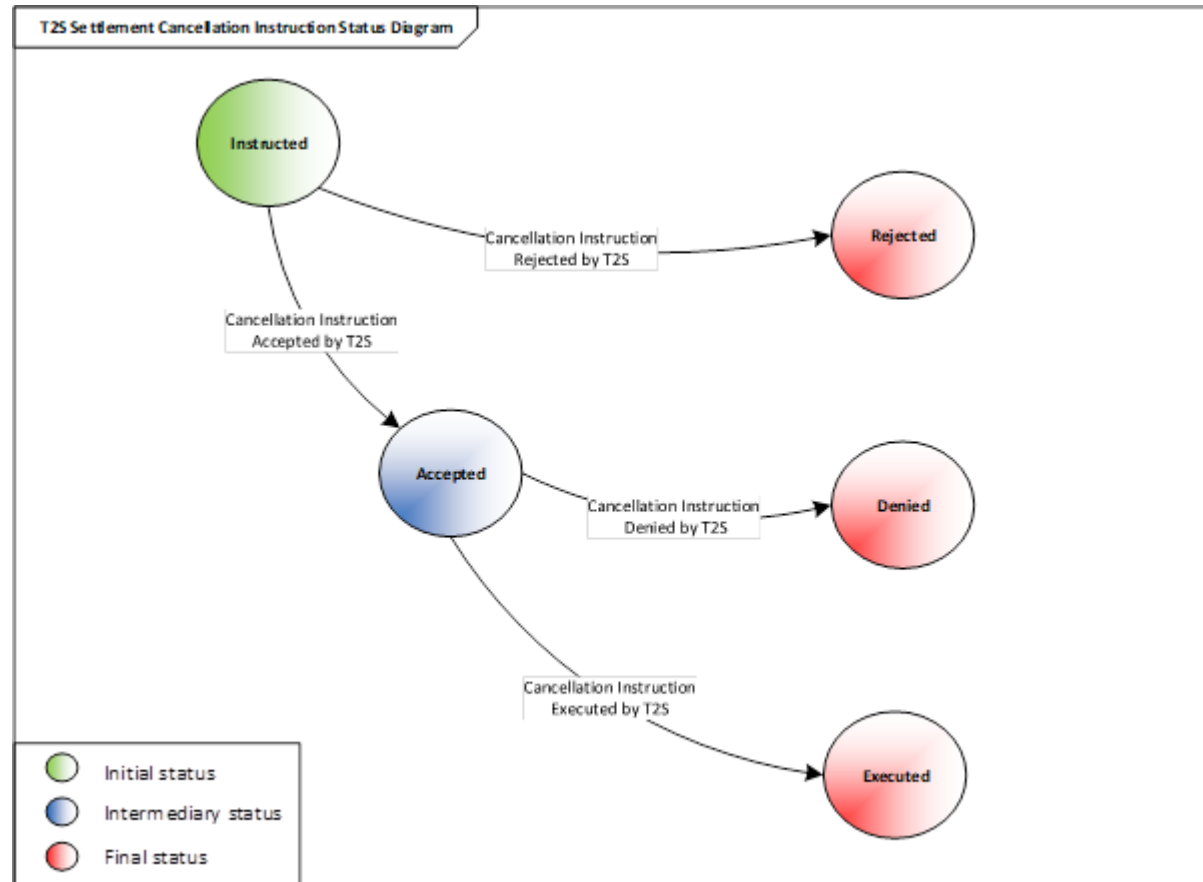 T2S Settlement Cancellation Instruction Status Diagram
Instructed
Cancellation Instruction
Rejected by T2S
Rejected
Cancellation Instruction
Accepted by T2S
Accepted
Cancellation Instruction
Denied by T2S
Denied
Cancellation Instruction
Executed by T2S
Executed
Initial status
Intermediary status
Final status